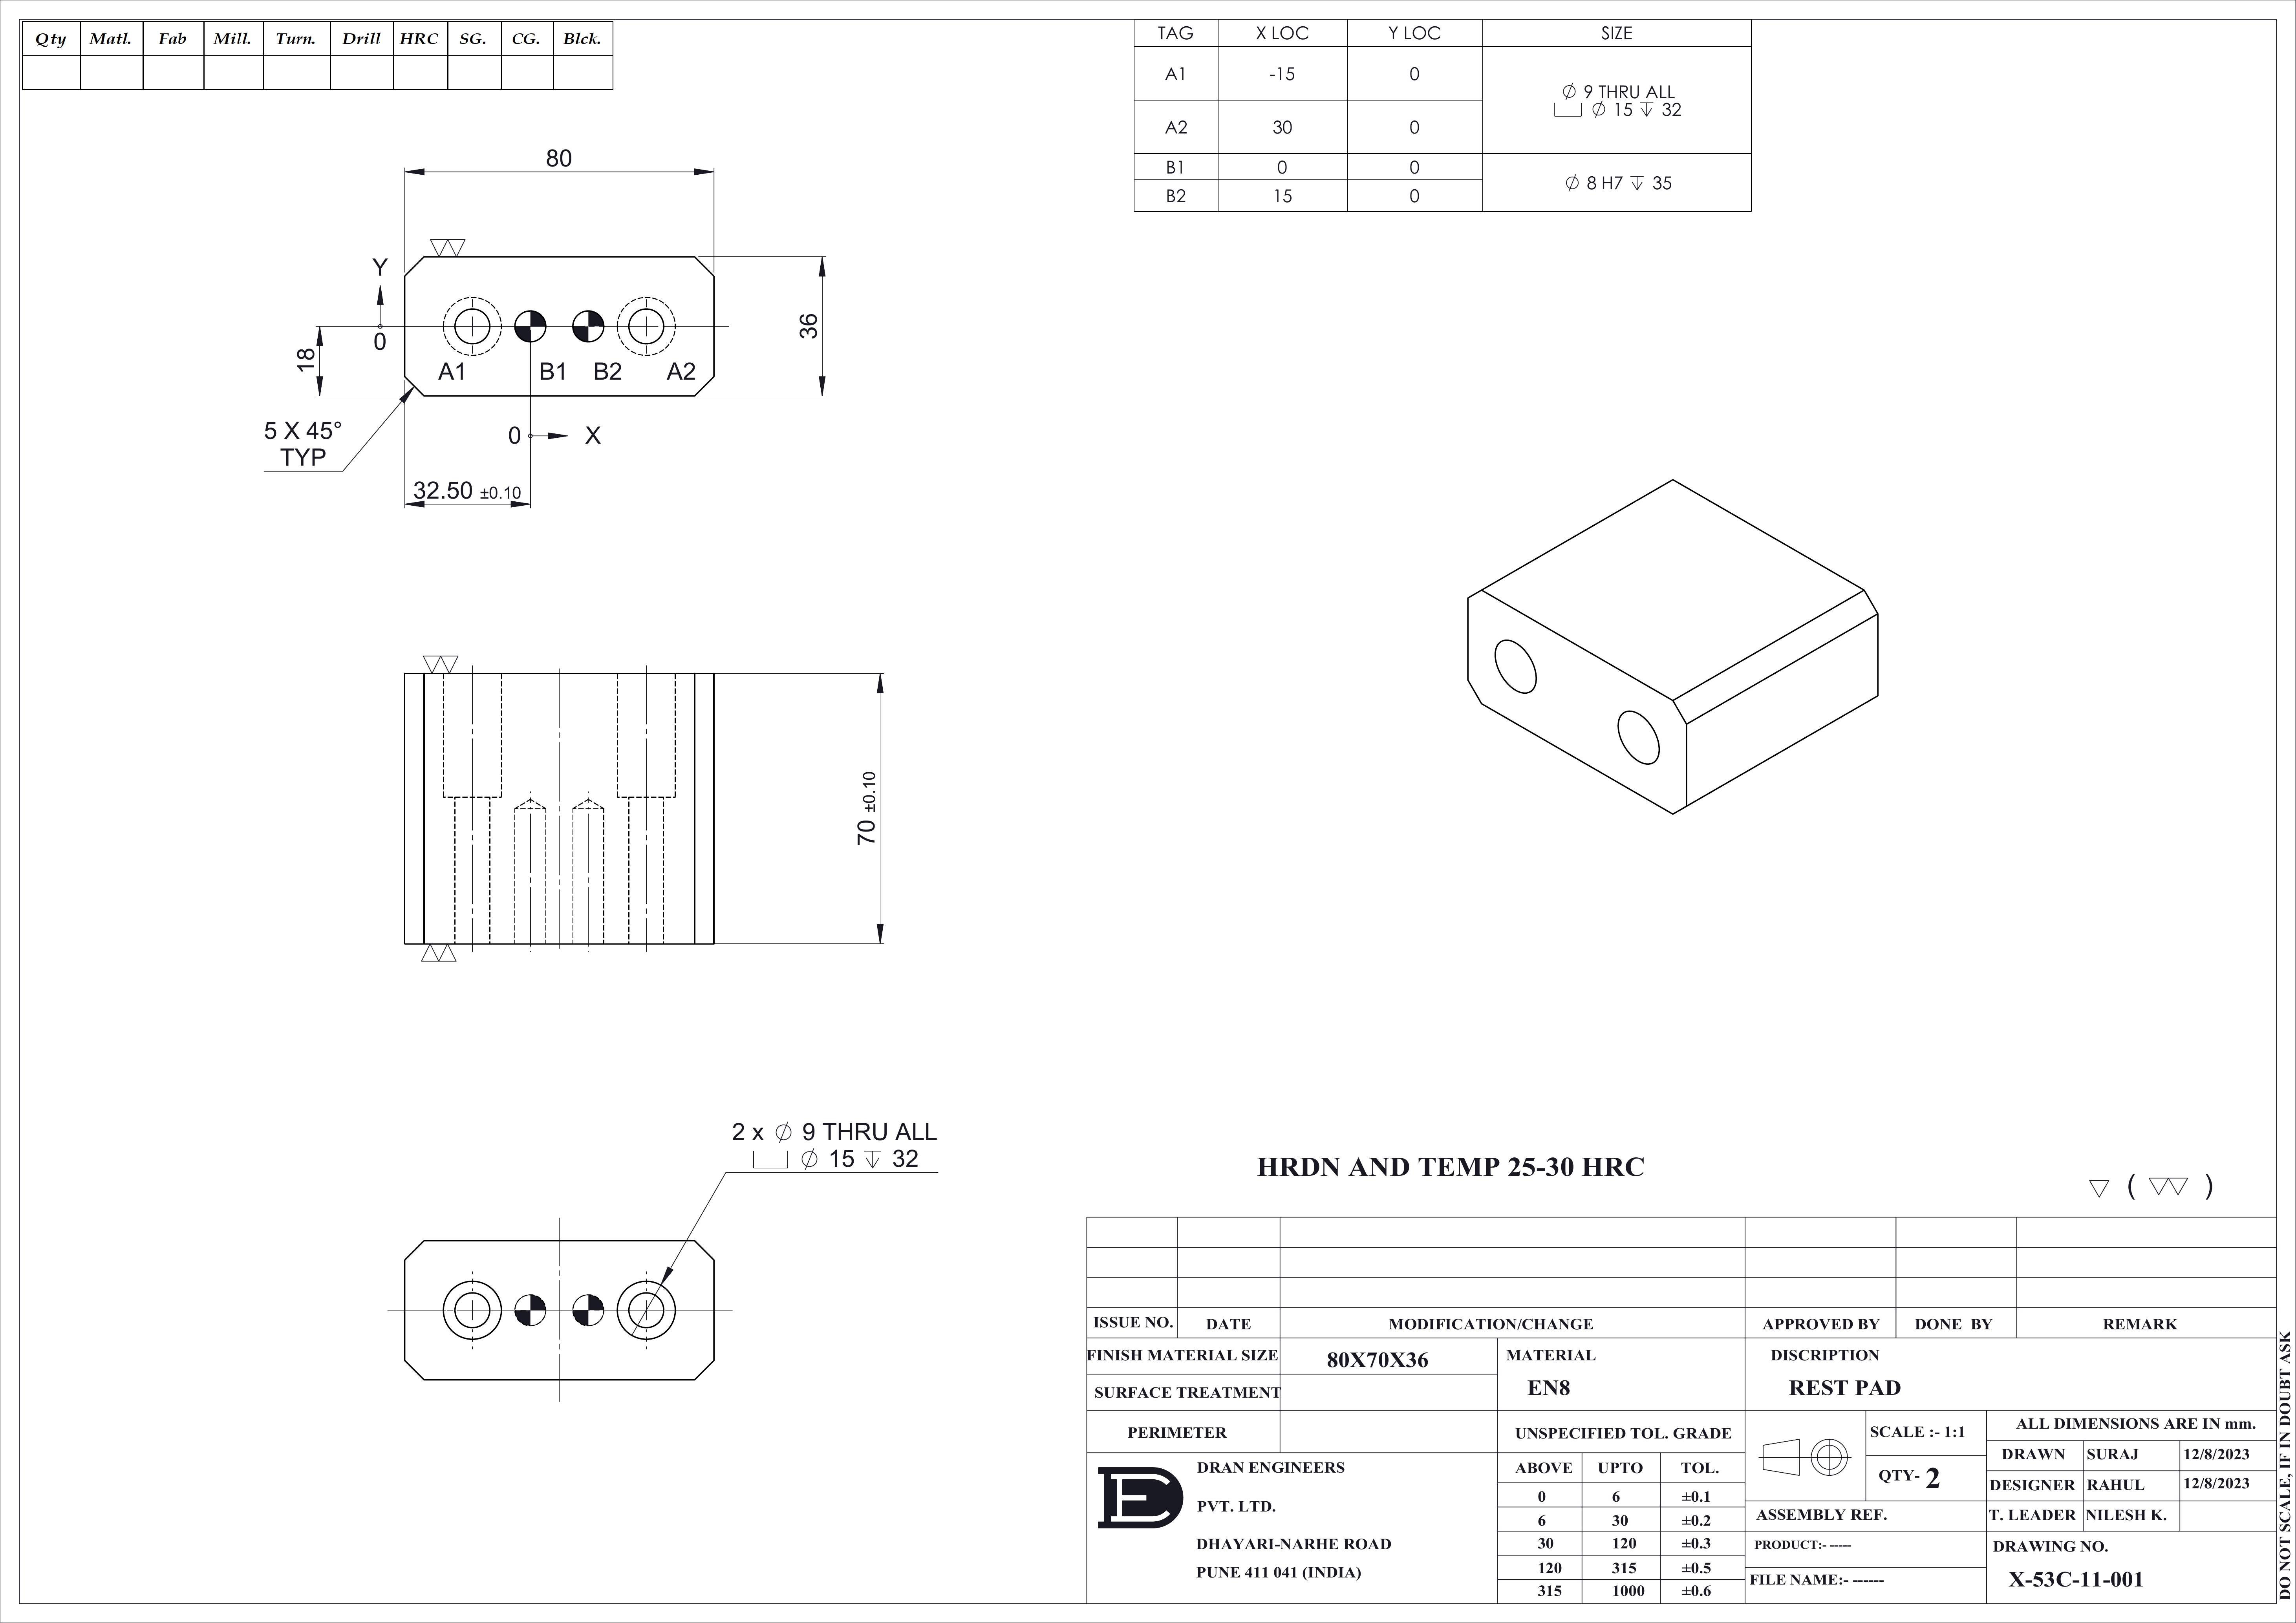 Qty Matl. Fab Mill. Turn. Drill HRC SG. CG. Blck.
TAG X LOC Y LOC SIZE
A1 -15 0
⌀ 9 THRU ALL
⌴ ⌀ 15 ↧ 32
A2 30 0
B1 0 0
⌀ 8 H7 ↧ 35
B2 15 0
80
Y
0
18
36
A1 B1 B2 A2
5 X 45°
TYP
0 X
32.50 ±0.10
70 ±0.10
2 x ⌀ 9 THRU ALL
⌴ ⌀ 15 ↧ 32
HRDN AND TEMP 25-30 HRC
( )
ISSUE NO. DATE MODIFICATION/CHANGE APPROVED BY DONE BY REMARK
FINISH MATERIAL SIZE 80X70X36
SURFACE TREATMENT
PERIMETER
MATERIAL
EN8
DISCRIPTION
REST PAD
DRAN ENGINEERS
PVT. LTD.
DHAYARI-NARHE ROAD
PUNE 411 041 (INDIA)
UNSPECIFIED TOL. GRADE
ABOVE UPTO TOL.
0 6 ±0.1
6 30 ±0.2
30 120 ±0.3
120 315 ±0.5
315 1000 ±0.6
SCALE :- 1:1
QTY- 2
ALL DIMENSIONS ARE IN mm.
DRAWN SURAJ 12/8/2023
DESIGNER RAHUL 12/8/2023
T. LEADER NILESH K.
ASSEMBLY REF.
PRODUCT:- -----
FILE NAME:- ------
DRAWING NO.
X-53C-11-001
DO NOT SCALE, IF IN DOUBT ASK